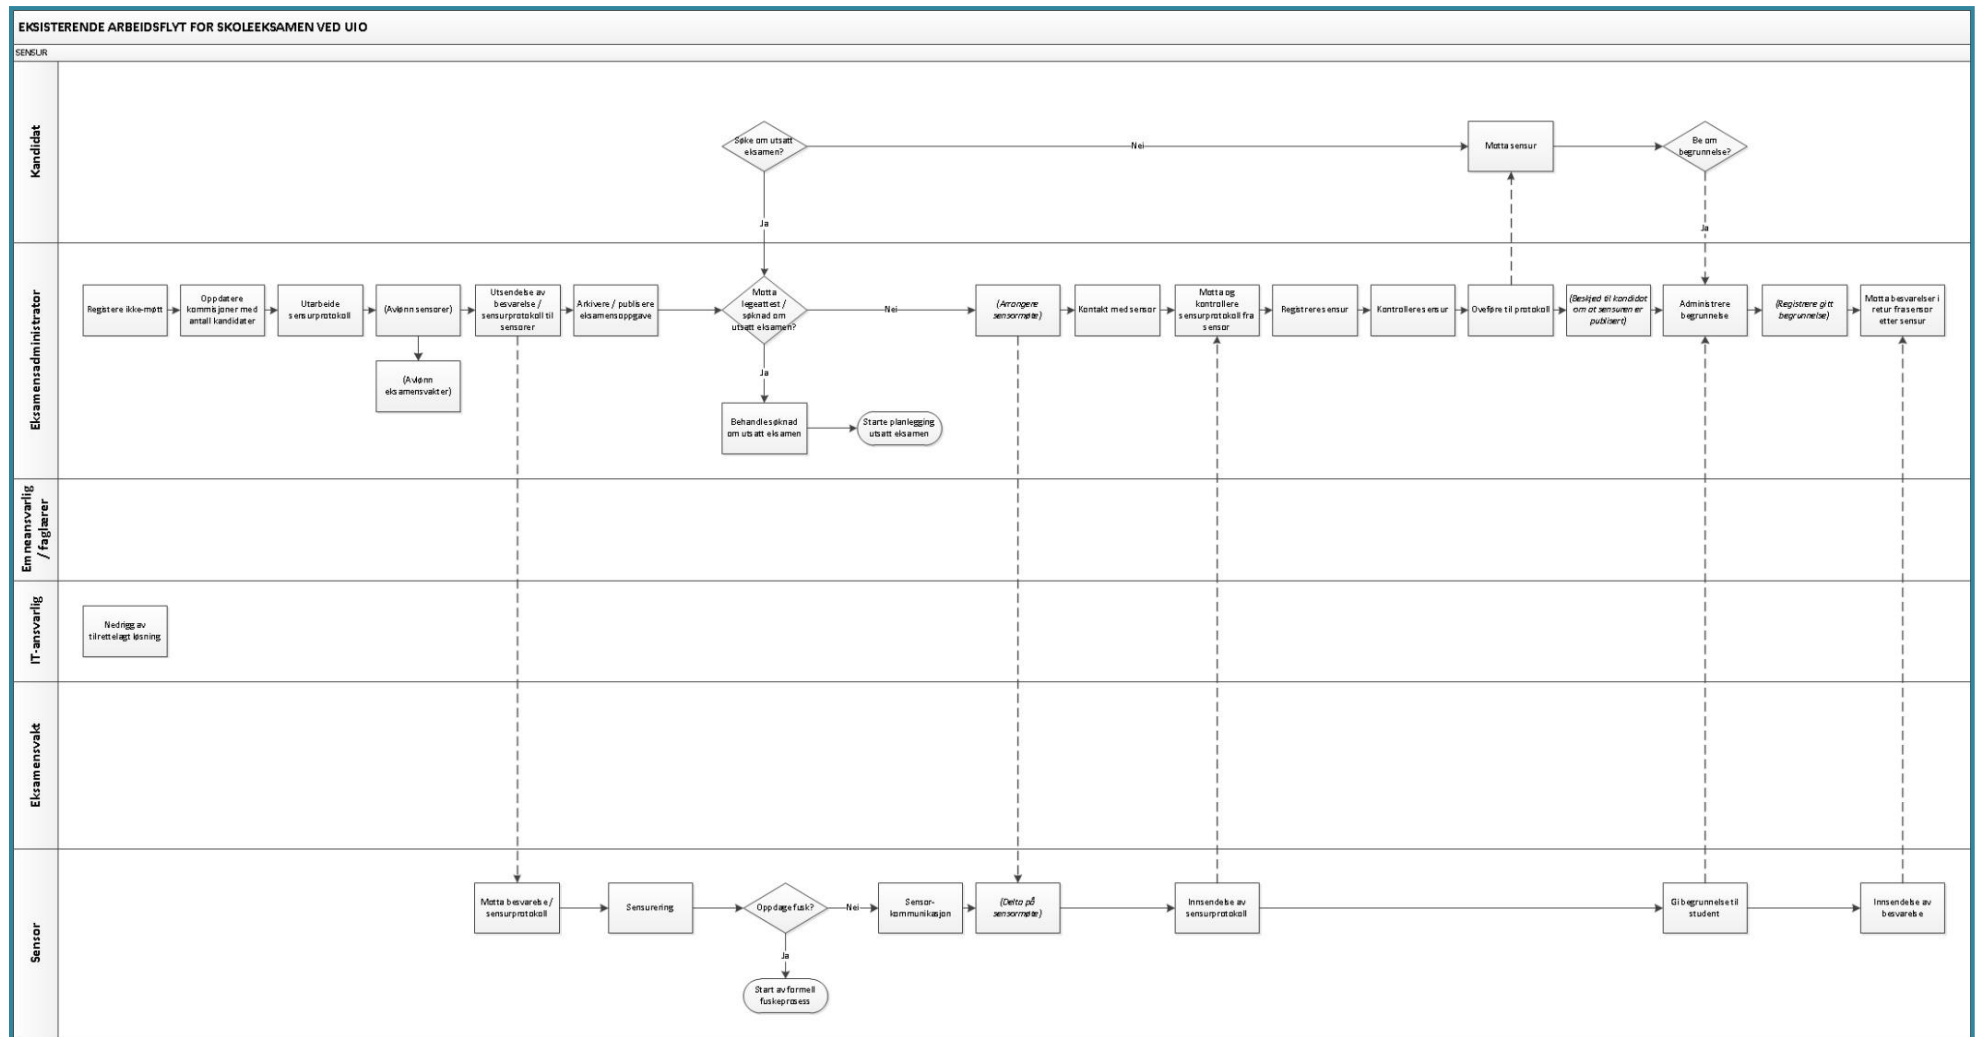 EKSISTERENDE ARBEIDSFLYT FOR SKOLEEKSAMEN VED UIO
SENSUR
Kandidat
Søke om utsatt
eksamen?
Nei
Ja
Motta sensur
Be om
begrunnelse?
Ja
Eksamensadministrator
Registere ikke-møtt
Oppdatere
kommisjoner med
antall kandidater
Utarbeide
sensurprotokoll
(Avlønn sensorer)
(Avlønn
eksamensvakter)
Utsendelse av
besvarelse /
sensurprotokoll til
sensorer
Arkivere / publisere
eksamensoppgave
Motta
legeattest /
søknad om
utsatt eksamen?
Nei
Ja
Behandle søknad
om utsatt eksamen
Starte planlegging
utsatt eksamen
(Arrangere
sensormøte)
Kontakt med sensor
Motta og
kontrollere
sensurprotokoll fra
sensor
Registrere sensur
Kontrollere sensur
Oveføre til protokoll
(Beskjed til kandidat
om at sensuren er
publisert)
Administrere
begrunnelse
(Registrere gitt
begrunnelse)
Motta besvarelser i
retur fra sensor
etter sensur
Emneansvarlig
/ faglærer
IT-ansvarlig
Nedrigg av
tilrettelagt løsning
Eksamensvakt
Sensor
Motta besvarelse /
sensurprotokoll
Sensurering
Oppdage fusk?
Nei
Ja
Start av formell
fuskeprosess
Sensor-
kommunikasjon
(Delta på
sensormøte)
Innsendelse av
sensurprotokoll
Gi begrunnelse til
student
Innsendelse av
besvarelse